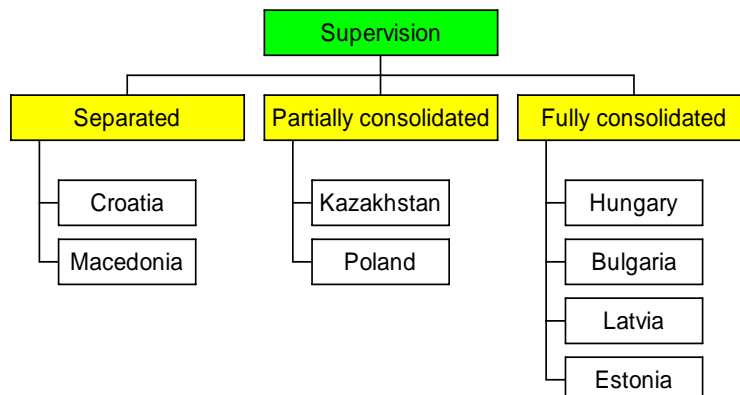 Supervision
Separated
Partially consolidated
Fully consolidated
Croatia
Kazakhstan
Hungary
Macedonia
Poland
Bulgaria
Latvia
Estonia